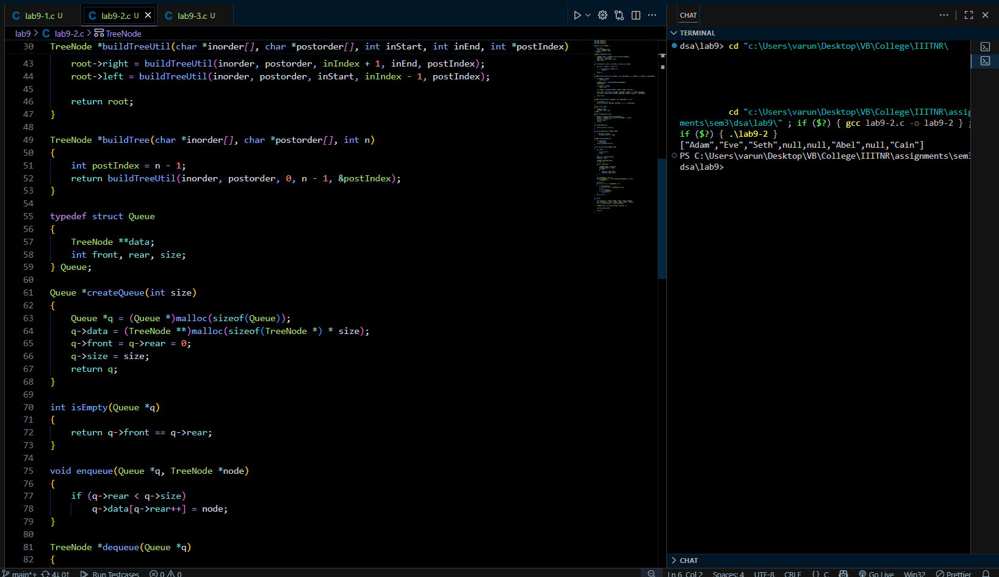 lab9-1.c U
lab9-2.c U
lab9-3.c U
lab9 > C lab9-2.c > TreeNode
30 TreeNode *buildTreeUtil(char *inorder[], char *postorder[], int inStart, int inEnd, int *postIndex)
43 root->right = buildTreeUtil(inorder, postorder, inIndex + 1, inEnd, postIndex);
44 root->left = buildTreeUtil(inorder, postorder, inStart, inIndex - 1, postIndex);
45
46 return root;
47 }
48
49 TreeNode *buildTree(char *inorder[], char *postorder[], int n)
50 {
51 int postIndex = n - 1;
52 return buildTreeUtil(inorder, postorder, 0, n - 1, &postIndex);
53 }
54
55 typedef struct Queue
56 {
57 TreeNode **data;
58 int front, rear, size;
59 } Queue;
60
61 Queue *createQueue(int size)
62 {
63 Queue *q = (Queue *)malloc(sizeof(Queue));
64 q->data = (TreeNode **)malloc(sizeof(TreeNode *) * size);
65 q->front = q->rear = 0;
66 q->size = size;
67 return q;
68 }
69
70 int isEmpty(Queue *q)
71 {
72 return q->front == q->rear;
73 }
74
75 void enqueue(Queue *q, TreeNode *node)
76 {
77 if (q->rear < q->size)
78 q->data[q->rear++] = node;
79 }
80
81 TreeNode *dequeue(Queue *q)
82 {
CHAT
TERMINAL
dsa\lab9> cd "c:\Users\varun\Desktop\VB\College\IIITNR\
cd "c:\Users\varun\Desktop\VB\College\IIITNR\assig
ments\sem3\dsa\lab9\" ; if ($?) { gcc lab9-2.c -o lab9-2 } ;
if ($?) { .\lab9-2 }
["Adam","Eve","Seth",null,null,"Abel",null,"Cain"]
PS C:\Users\varun\Desktop\VB\College\IIITNR\assignments\sem3
dsa\lab9>
CHAT
main*+ 4↓ 0↑ Run Testcases 0 0 Ln 6, Col 2 Spaces: 4 UTF-8 CRLF {} C Go Live Win32 Prettier